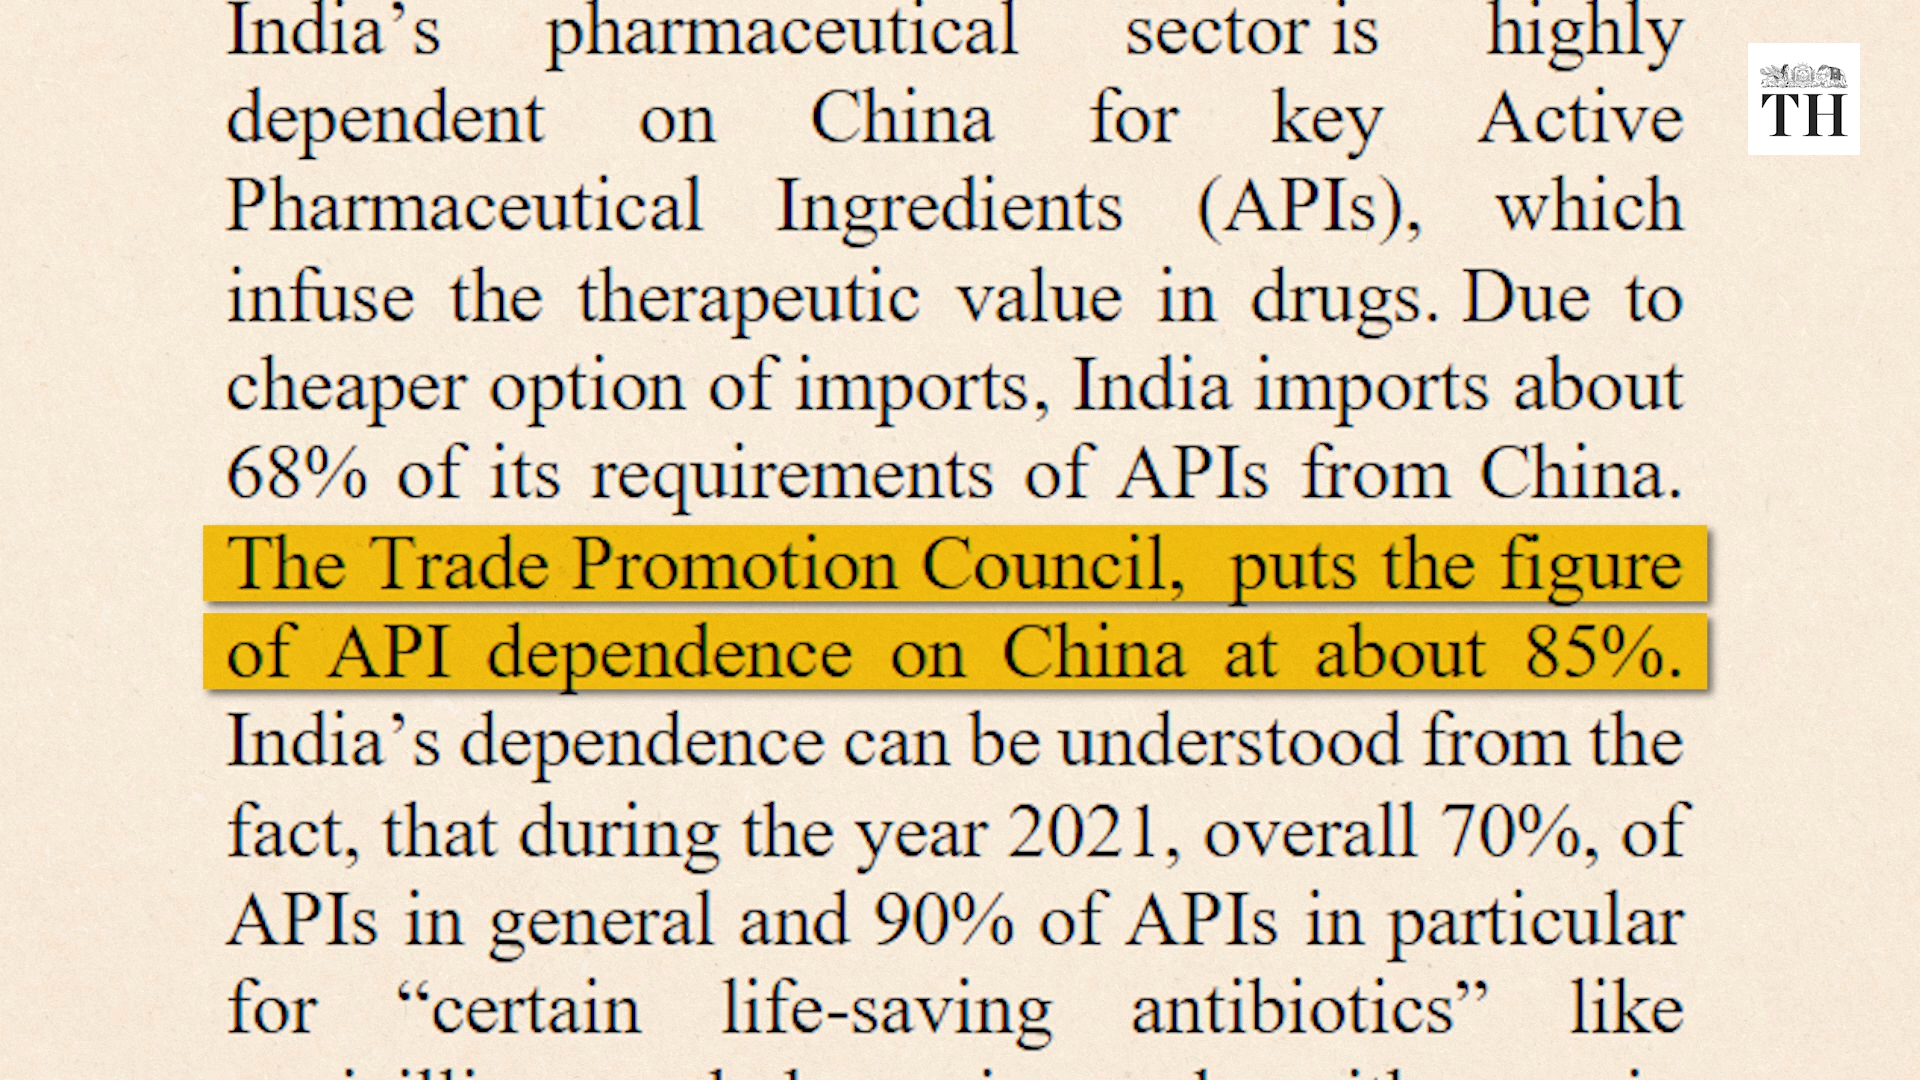 India’s pharmaceutical sector is highly
TH
dependent on China for key Active
Pharmaceutical Ingredients (APIs), which
infuse the therapeutic value in drugs. Due to
cheaper option of imports, India imports about
68% of its requirements of APIs from China.
The Trade Promotion Council, puts the figure
of API dependence on China at about 85%.
India’s dependence can be understood from the
fact, that during the year 2021, overall 70%, of
APIs in general and 90% of APIs in particular
for “certain life-saving antibiotics” like